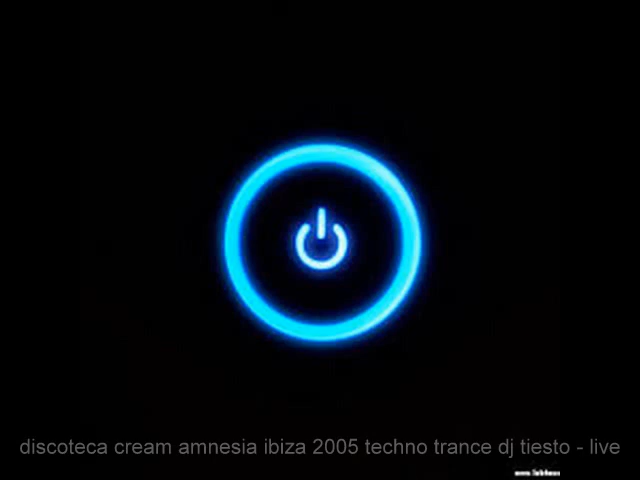 discoteca cream amnesia ibiza 2005 techno trance dj tiesto - live